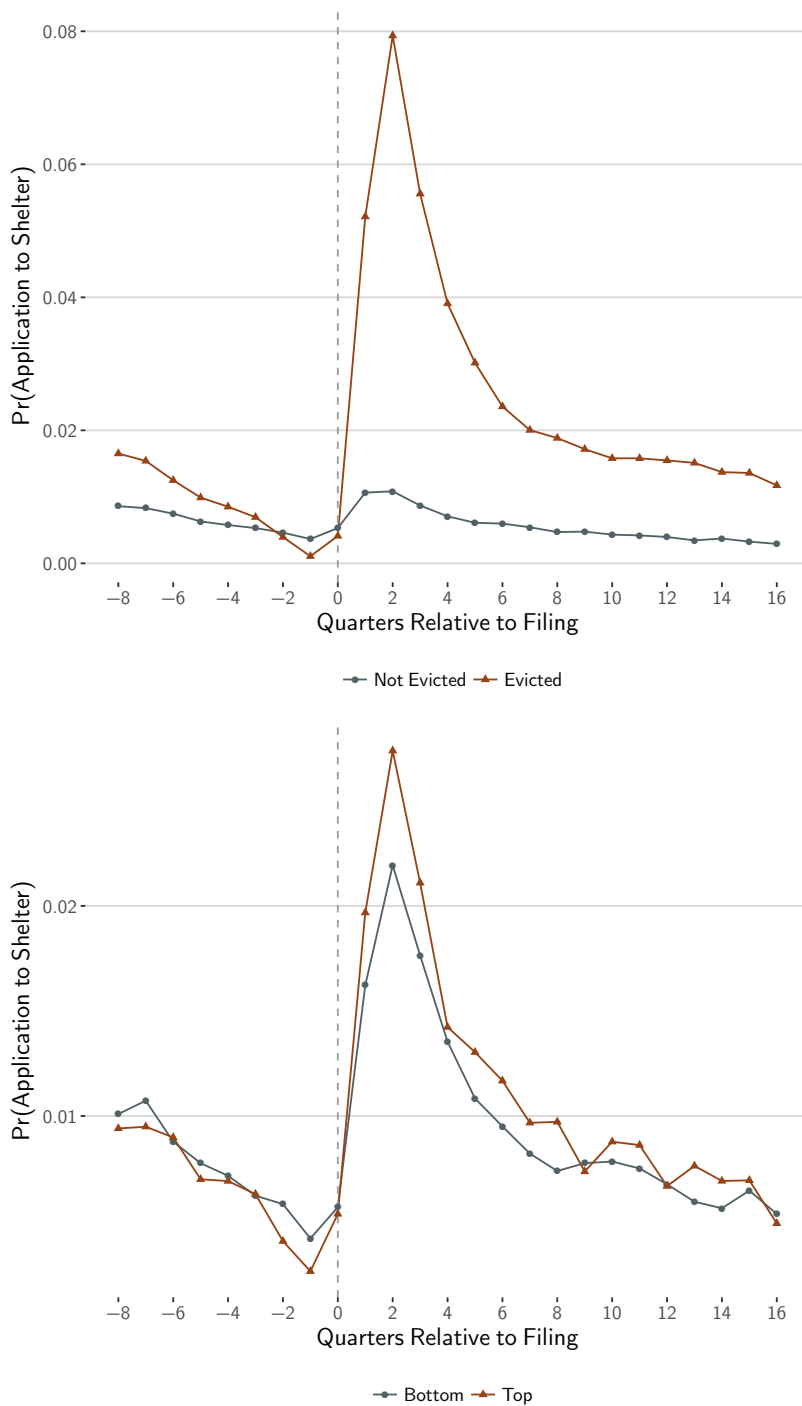 Pr(Application to Shelter)
0.08
0.06
0.04
0.02
0.00
−8 −6 −4 −2 0 2 4 6 8 10 12 14 16
Quarters Relative to Filing
Not Evicted Evicted
Pr(Application to Shelter)
0.02
0.01
−8 −6 −4 −2 0 2 4 6 8 10 12 14 16
Quarters Relative to Filing
Bottom Top